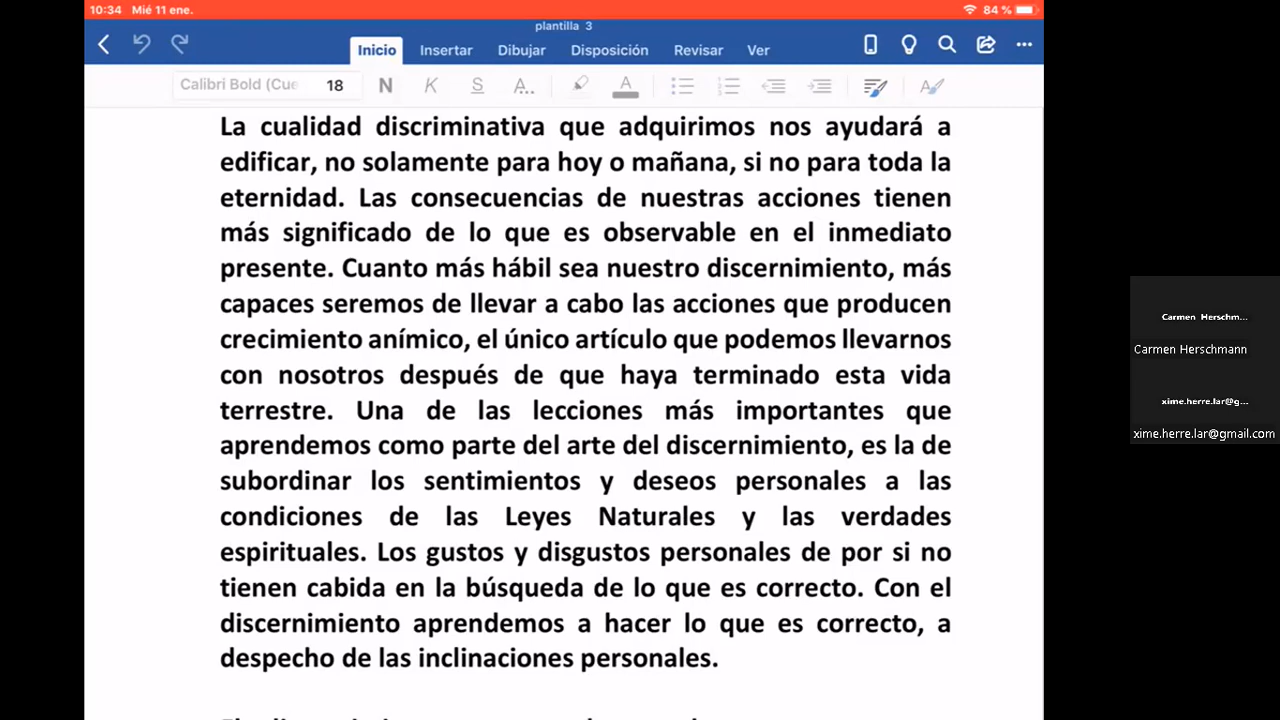 10:34 Mié 11 ene.
84 %
plantilla 3
Inicio Insertar Dibujar Disposición Revisar Ver
Calibri Bold (Cue 18 N K S A...
La cualidad discriminativa que adquirimos nos ayudará a
edificar, no solamente para hoy o mañana, si no para toda la
eternidad. Las consecuencias de nuestras acciones tienen
más significado de lo que es observable en el inmediato
presente. Cuanto más hábil sea nuestro discernimiento, más
capaces seremos de llevar a cabo las acciones que producen
crecimiento anímico, el único artículo que podemos llevarnos
con nosotros después de que haya terminado esta vida
terrestre. Una de las lecciones más importantes que
aprendemos como parte del arte del discernimiento, es la de
subordinar los sentimientos y deseos personales a las
condiciones de las Leyes Naturales y las verdades
espirituales. Los gustos y disgustos personales de por si no
tienen cabida en la búsqueda de lo que es correcto. Con el
discernimiento aprendemos a hacer lo que es correcto, a
despecho de las inclinaciones personales.
Carmen Herschm...
Carmen Herschmann
xime.herre.lar@g...
xime.herre.lar@gmail.com